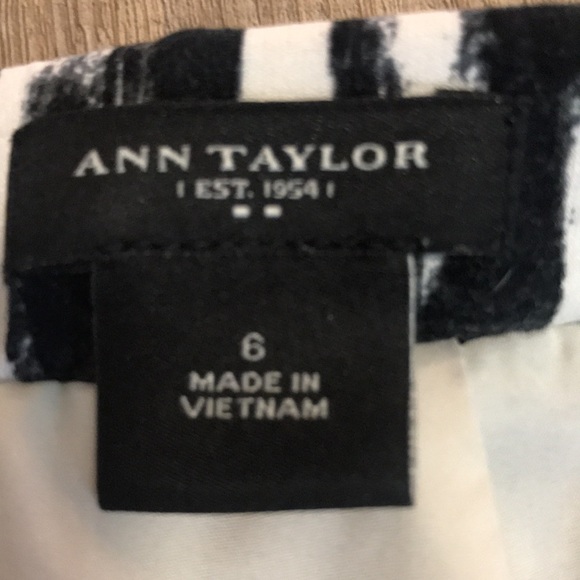 ANN TAYLOR
EST. 1954
6
MADE IN
VIETNAM